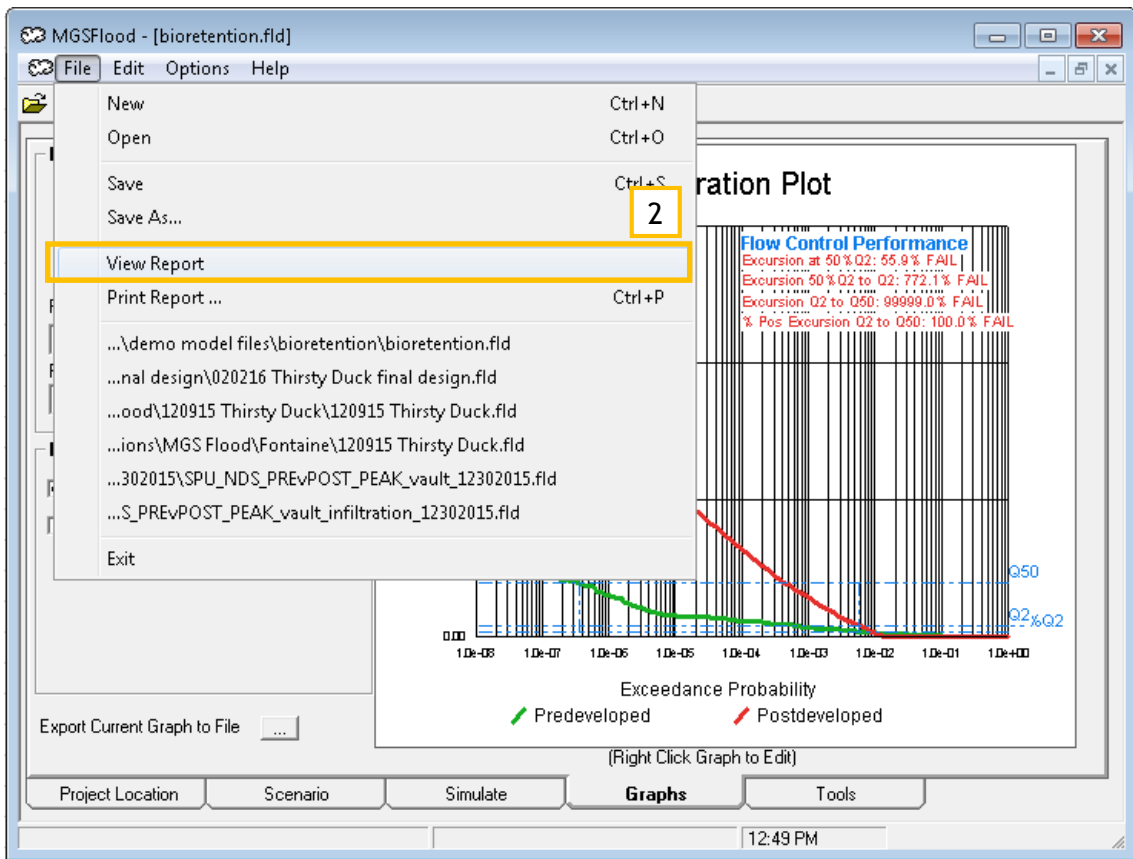 MGSFlood - [bioretention.fld]
File Edit Options Help
New Ctrl+N
Open Ctrl+O
Save Ctrl+S
Save As...
2
View Report
Print Report ... Ctrl+P
...\demo model files\bioretention\bioretention.fld
...nal design\020216 Thirsty Duck final design.fld
...ood\120915 Thirsty Duck\120915 Thirsty Duck.fld
...ions\MGS Flood\Fontaine\120915 Thirsty Duck.fld
...302015\SPU_NDS_PREvPOST_PEAK_vault_12302015.fld
...S_PREvPOST_PEAK_vault_infiltration_12302015.fld
Exit
ration Plot
Flow Control Performance
Excursion at 50%Q2: 55.9% FAIL
Excursion 50%Q2 to Q2: 772.1% FAIL
Excursion Q2 to Q50: 99999.0% FAIL
% Pos Excursion Q2 to Q50: 100.0% FAIL
Q50
Q2%Q2
0.00
1.0e-08 1.0e-07 1.0e-06 1.0e-05 1.0e-04 1.0e-03 1.0e-02 1.0e-01 1.0e+00
Exceedance Probability
Predeveloped Postdeveloped
(Right Click Graph to Edit)
Export Current Graph to File ...
Project Location Scenario Simulate Graphs Tools
12:49 PM